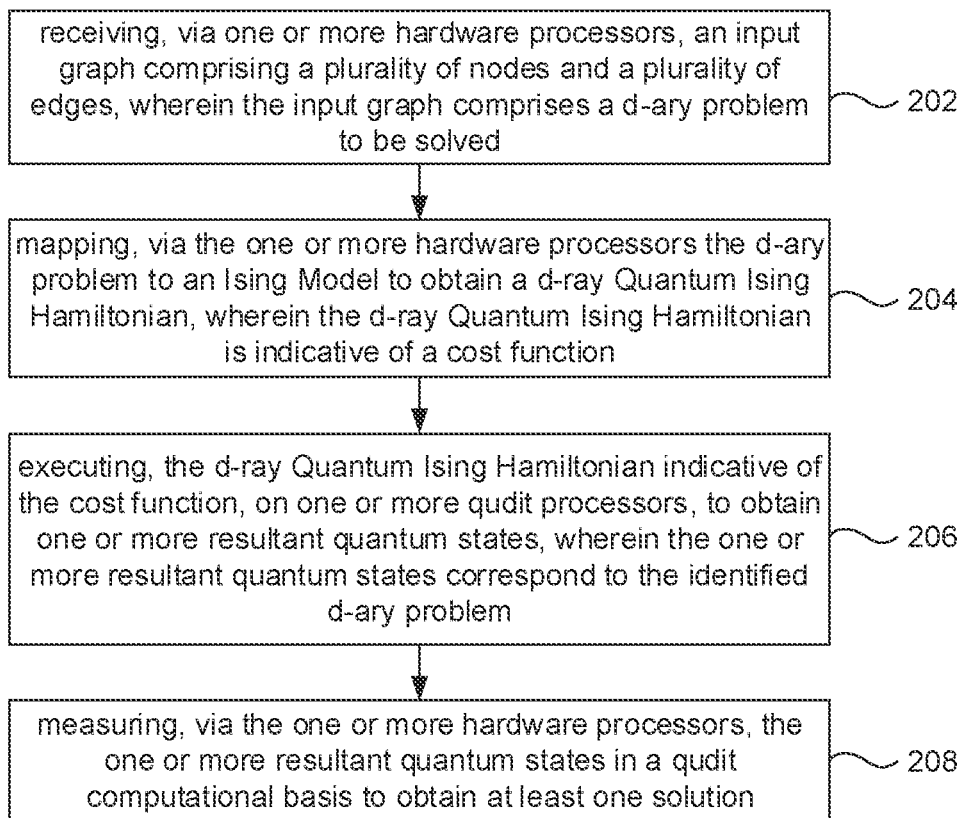 receiving, via one or more hardware processors, an input
graph comprising a plurality of nodes and a plurality of
edges, wherein the input graph comprises a d-ary problem
to be solved
202
mapping, via the one or more hardware processors the d-ary
problem to an Ising Model to obtain a d-ray Quantum Ising
Hamiltonian, wherein the d-ray Quantum Ising Hamiltonian
is indicative of a cost function
204
executing, the d-ray Quantum Ising Hamiltonian indicative of
the cost function, on one or more qudit processors, to obtain
one or more resultant quantum states, wherein the one or
more resultant quantum states correspond to the identified
d-ary problem
206
measuring, via the one or more hardware processors, the
one or more resultant quantum states in a qudit
computational basis to obtain at least one solution
208